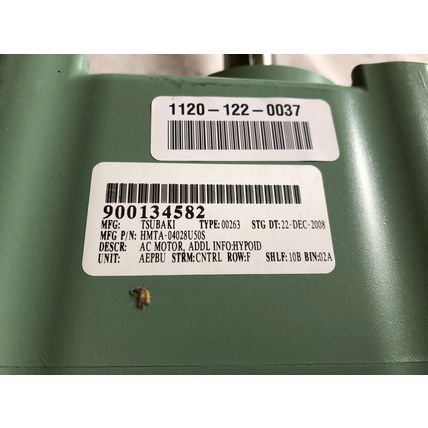 1120-122-0037
900134582
MFG: TSUBAKI TYPE: 00263 STG DT: 22-DEC-2008
MFG P/N: HMTA-04028U50S
DESCR: AC MOTOR, ADDL INFO:HYPOID
UNIT: AEPBU STRM:CNTRL ROW:F SHLF:10B BIN:02A